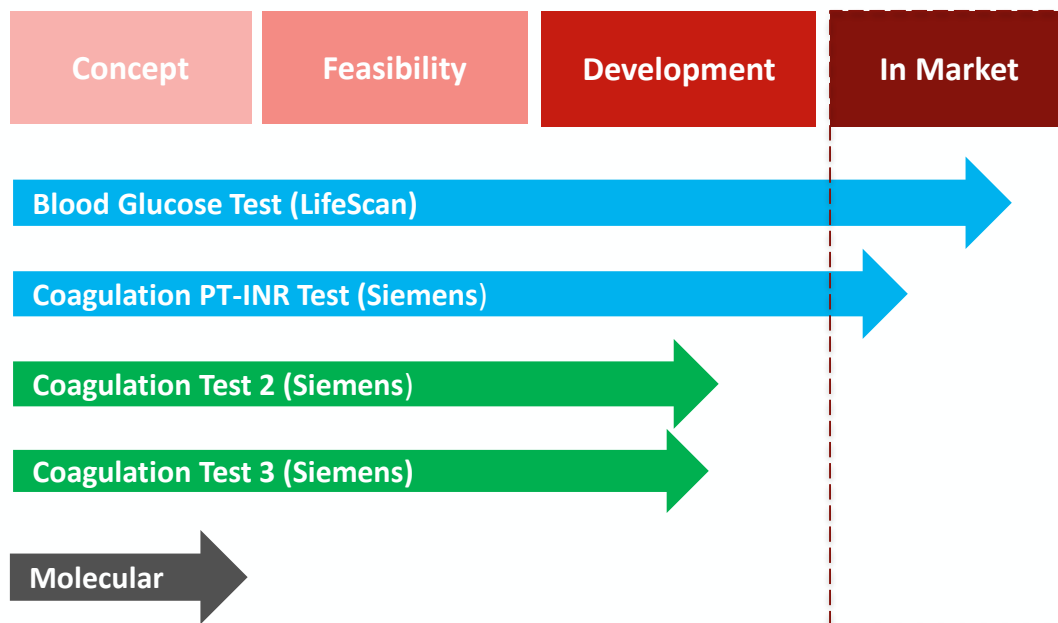 Concept
Feasibility
Development
In Market
Blood Glucose Test (LifeScan)
Coagulation PT-INR Test (Siemens)
Coagulation Test 2 (Siemens)
Coagulation Test 3 (Siemens)
Molecular